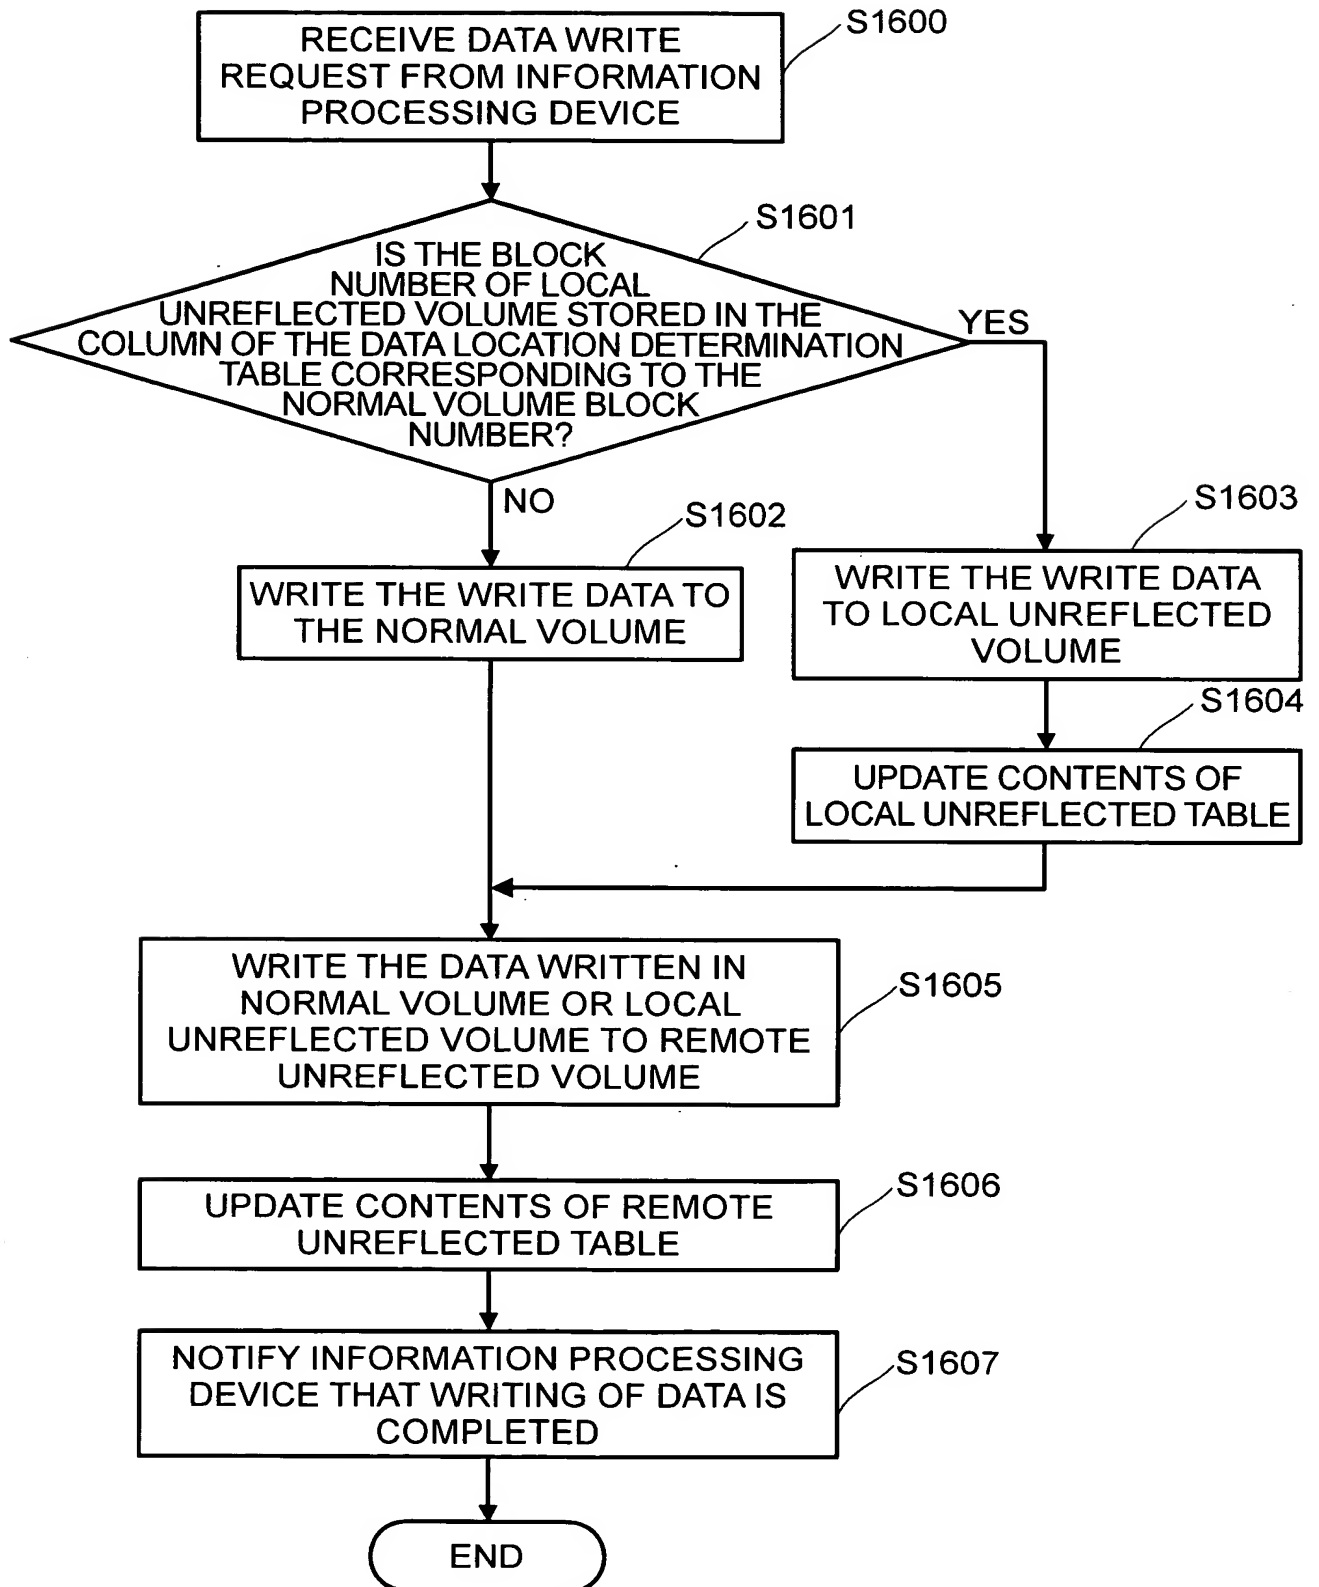 RECEIVE DATA WRITE
REQUEST FROM INFORMATION
PROCESSING DEVICE
S1600
S1601
IS THE BLOCK
NUMBER OF LOCAL
UNREFLECTED VOLUME STORED IN THE
COLUMN OF THE DATA LOCATION DETERMINATION
TABLE CORRESPONDING TO THE
NORMAL VOLUME BLOCK
NUMBER?
YES
NO
S1602
WRITE THE WRITE DATA TO
THE NORMAL VOLUME
S1603
WRITE THE WRITE DATA
TO LOCAL UNREFLECTED
VOLUME
S1604
UPDATE CONTENTS OF
LOCAL UNREFLECTED TABLE
WRITE THE DATA WRITTEN IN
NORMAL VOLUME OR LOCAL
UNREFLECTED VOLUME TO REMOTE
UNREFLECTED VOLUME
S1605
UPDATE CONTENTS OF REMOTE
UNREFLECTED TABLE
S1606
NOTIFY INFORMATION PROCESSING
DEVICE THAT WRITING OF DATA IS
COMPLETED
S1607
END